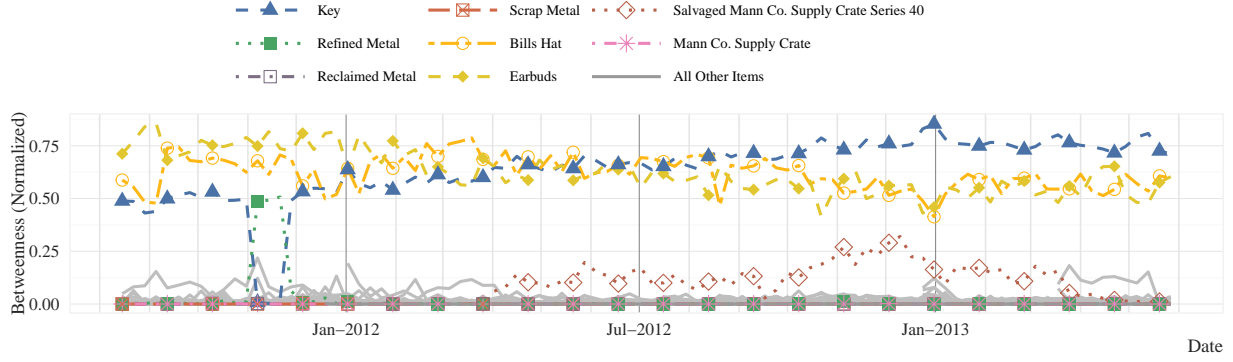 Key Scrap Metal Salvaged Mann Co. Supply Crate Series 40
Refined Metal Bills Hat Mann Co. Supply Crate
Reclaimed Metal Earbuds All Other Items
Betweenness (Normalized)
0.75
0.50
0.25
0.00
Jan−2012 Jul−2012 Jan−2013
Date